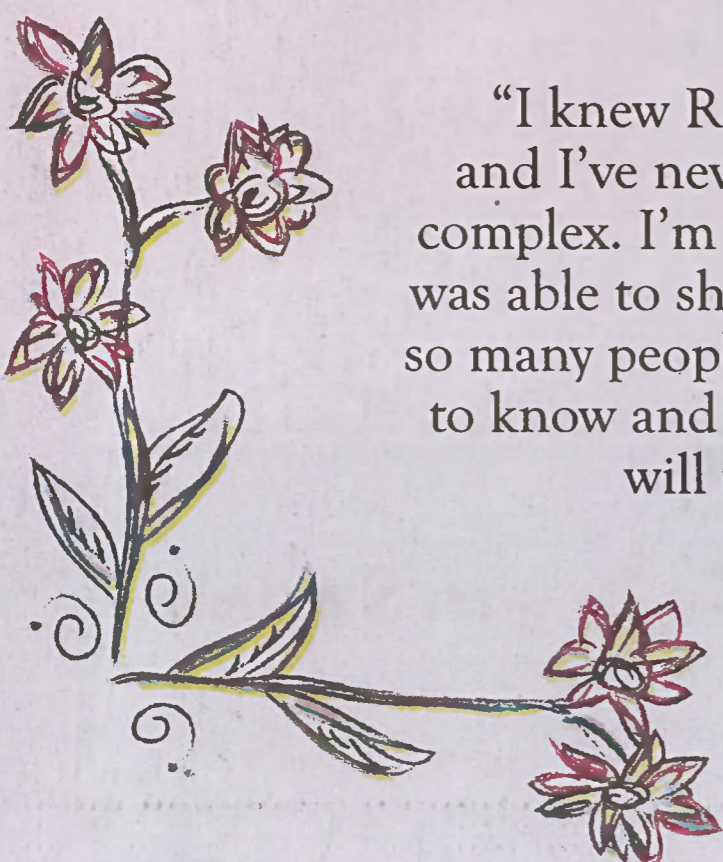 “I knew R
and I’ve nev
complex. I’m
was able to sh
so many peop
to know and
will